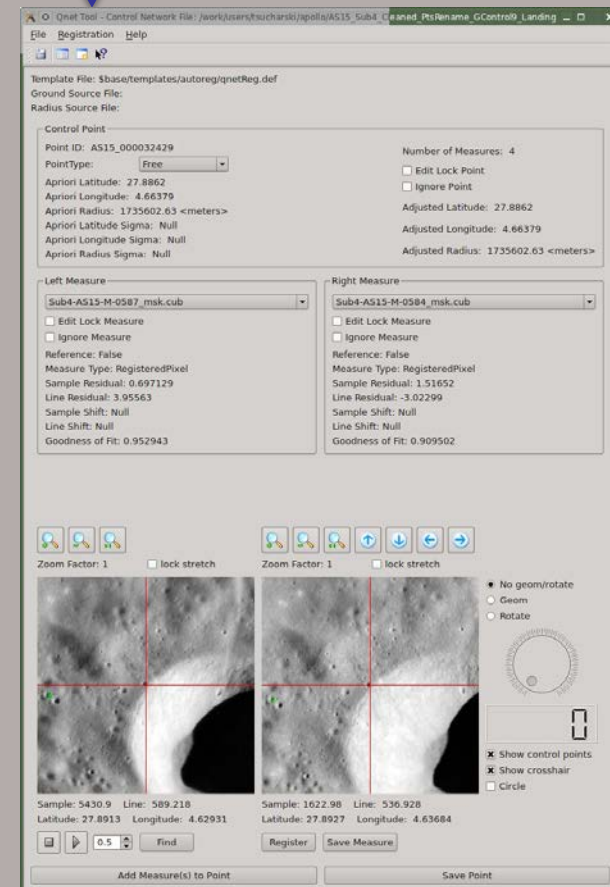 Qnet Tool - Control Network File: /work/users/tsucharski/apollo/AS15_Sub4_Cleaned_PtsRename_GControl9_Landing
File Registration Help
Template File: $base/templates/autoreg/qnetReg.def
Ground Source File:
Radius Source File:
Control Point
Point ID: AS15_000032429
PointType: Free
Apriori Latitude: 27.8862
Apriori Longitude: 4.66379
Apriori Radius: 1735602.63 <meters>
Apriori Latitude Sigma: Null
Apriori Longitude Sigma: Null
Apriori Radius Sigma: Null
Number of Measures: 4
Edit Lock Point
Ignore Point
Adjusted Latitude: 27.8862
Adjusted Longitude: 4.66379
Adjusted Radius: 1735602.63 <meters>
Left Measure
Sub4-AS15-M-0587_msk.cub
Edit Lock Measure
Ignore Measure
Reference: False
Measure Type: RegisteredPixel
Sample Residual: 0.697129
Line Residual: 3.95563
Sample Shift: Null
Line Shift: Null
Goodness of Fit: 0.952943
Right Measure
Sub4-AS15-M-0584_msk.cub
Edit Lock Measure
Ignore Measure
Reference: False
Measure Type: RegisteredPixel
Sample Residual: 1.51652
Line Residual: -3.02299
Sample Shift: Null
Line Shift: Null
Goodness of Fit: 0.909502
Zoom Factor: 1 lock stretch
Zoom Factor: 1 lock stretch
No geom/rotate
Geom
Rotate
0
Show control points
Show crosshair
Circle
Sample: 5430.9 Line: 589.218
Latitude: 27.8913 Longitude: 4.62931
0.5 Find
Sample: 1622.98 Line: 536.928
Latitude: 27.8927 Longitude: 4.63684
Register Save Measure
Add Measure(s) to Point Save Point